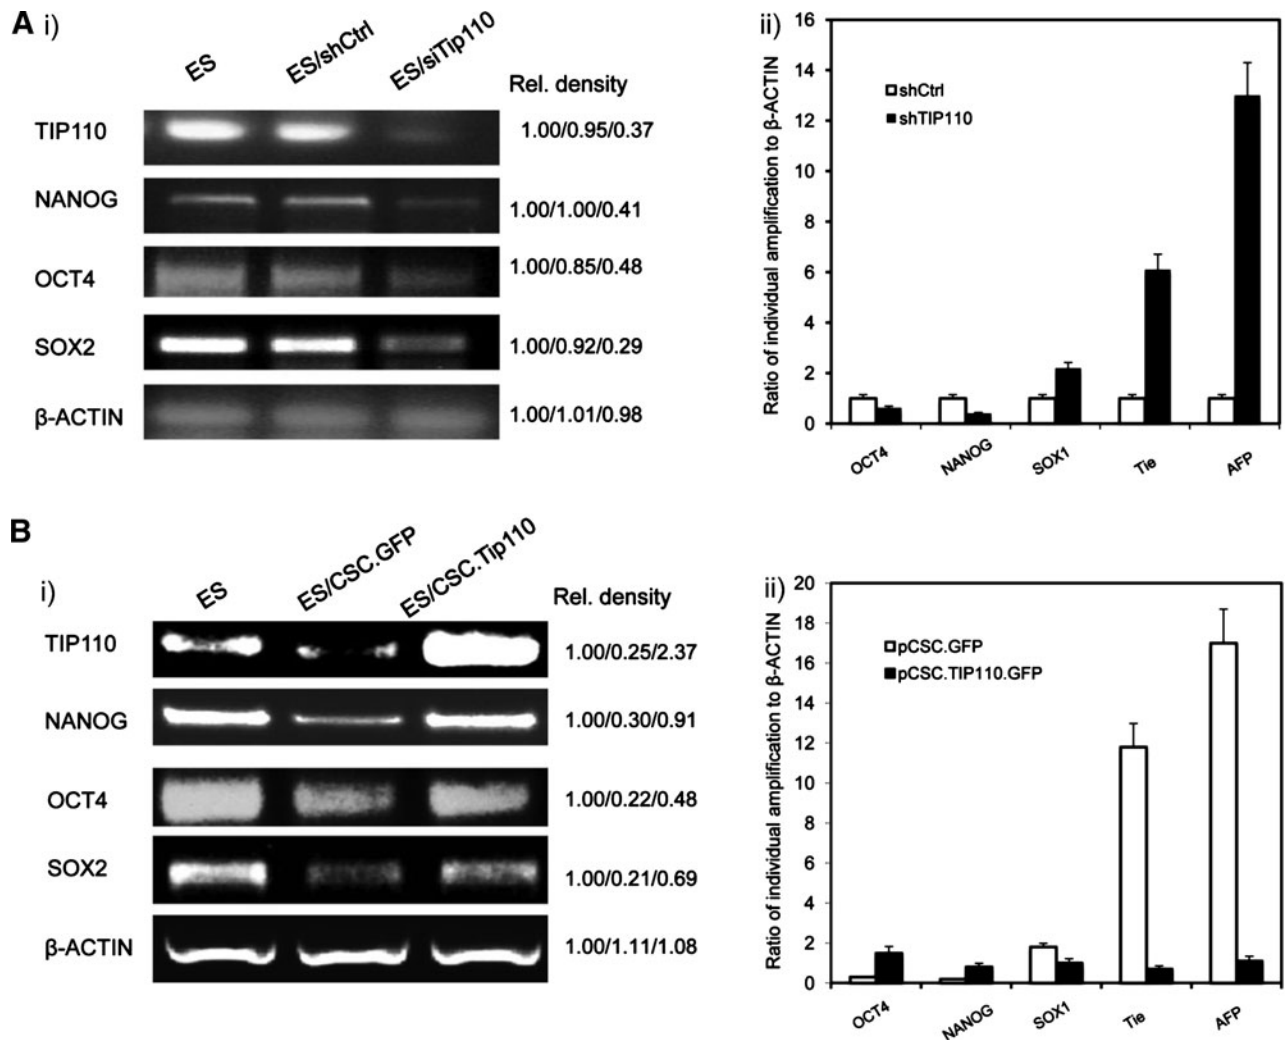 A i)
ES
ES/shCtrl
ES/siTip110
Rel. density
TIP110
1.00/0.95/0.37
NANOG
1.00/1.00/0.41
OCT4
1.00/0.85/0.48
SOX2
1.00/0.92/0.29
β-ACTIN
1.00/1.01/0.98
ii)
Ratio of individual amplification to β-ACTIN
16
14
12
10
8
6
4
2
0
shCtrl
shTIP110
OCT4
NANOG
SOX1
Tie
AFP
B
i)
ES
ES/CSC.GFP
ES/CSC.Tip110
Rel. density
TIP110
1.00/0.25/2.37
NANOG
1.00/0.30/0.91
OCT4
1.00/0.22/0.48
SOX2
1.00/0.21/0.69
β-ACTIN
1.00/1.11/1.08
ii)
Ratio of individual amplification to β-ACTIN
20
18
16
14
12
10
8
6
4
2
0
pCSC.GFP
pCSC.TIP110.GFP
OCT4
NANOG
SOX1
Tie
AFP